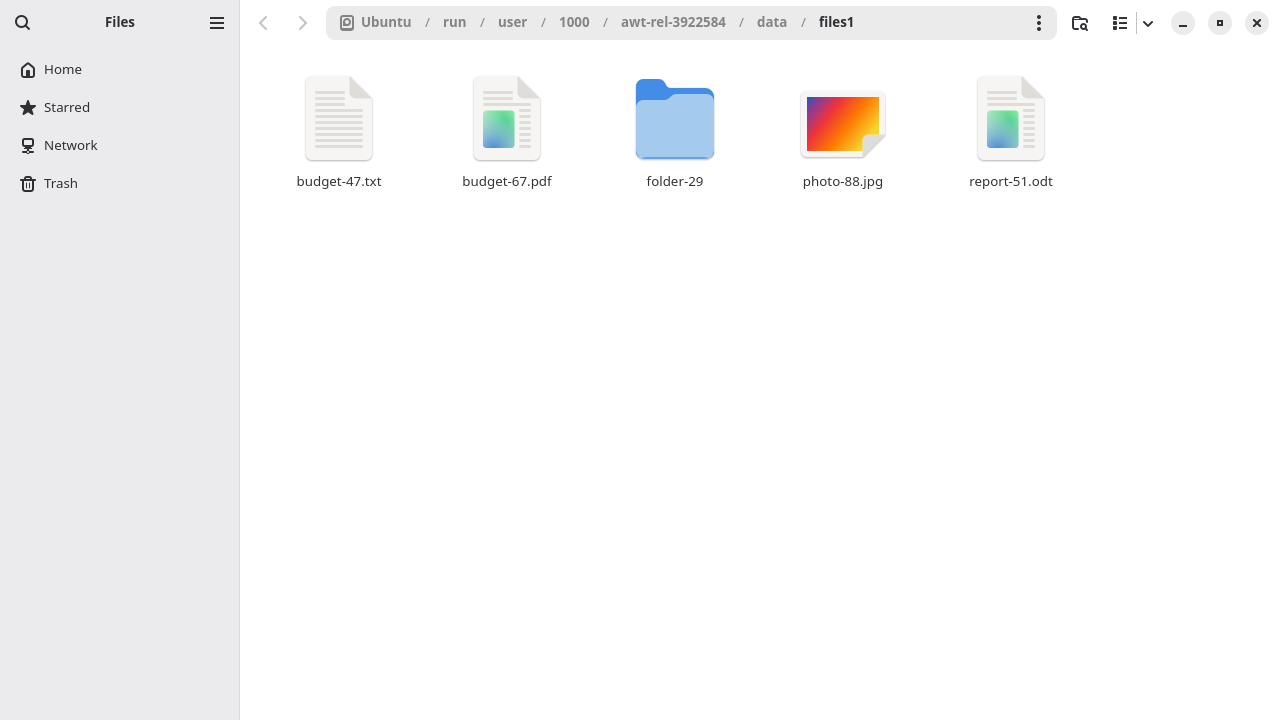 Files
Ubuntu / run / user / 1000 / awt-rel-3922584 / data / files1
Home
Starred
Network
Trash
budget-47.txt
budget-67.pdf
folder-29
photo-88.jpg
report-51.odt